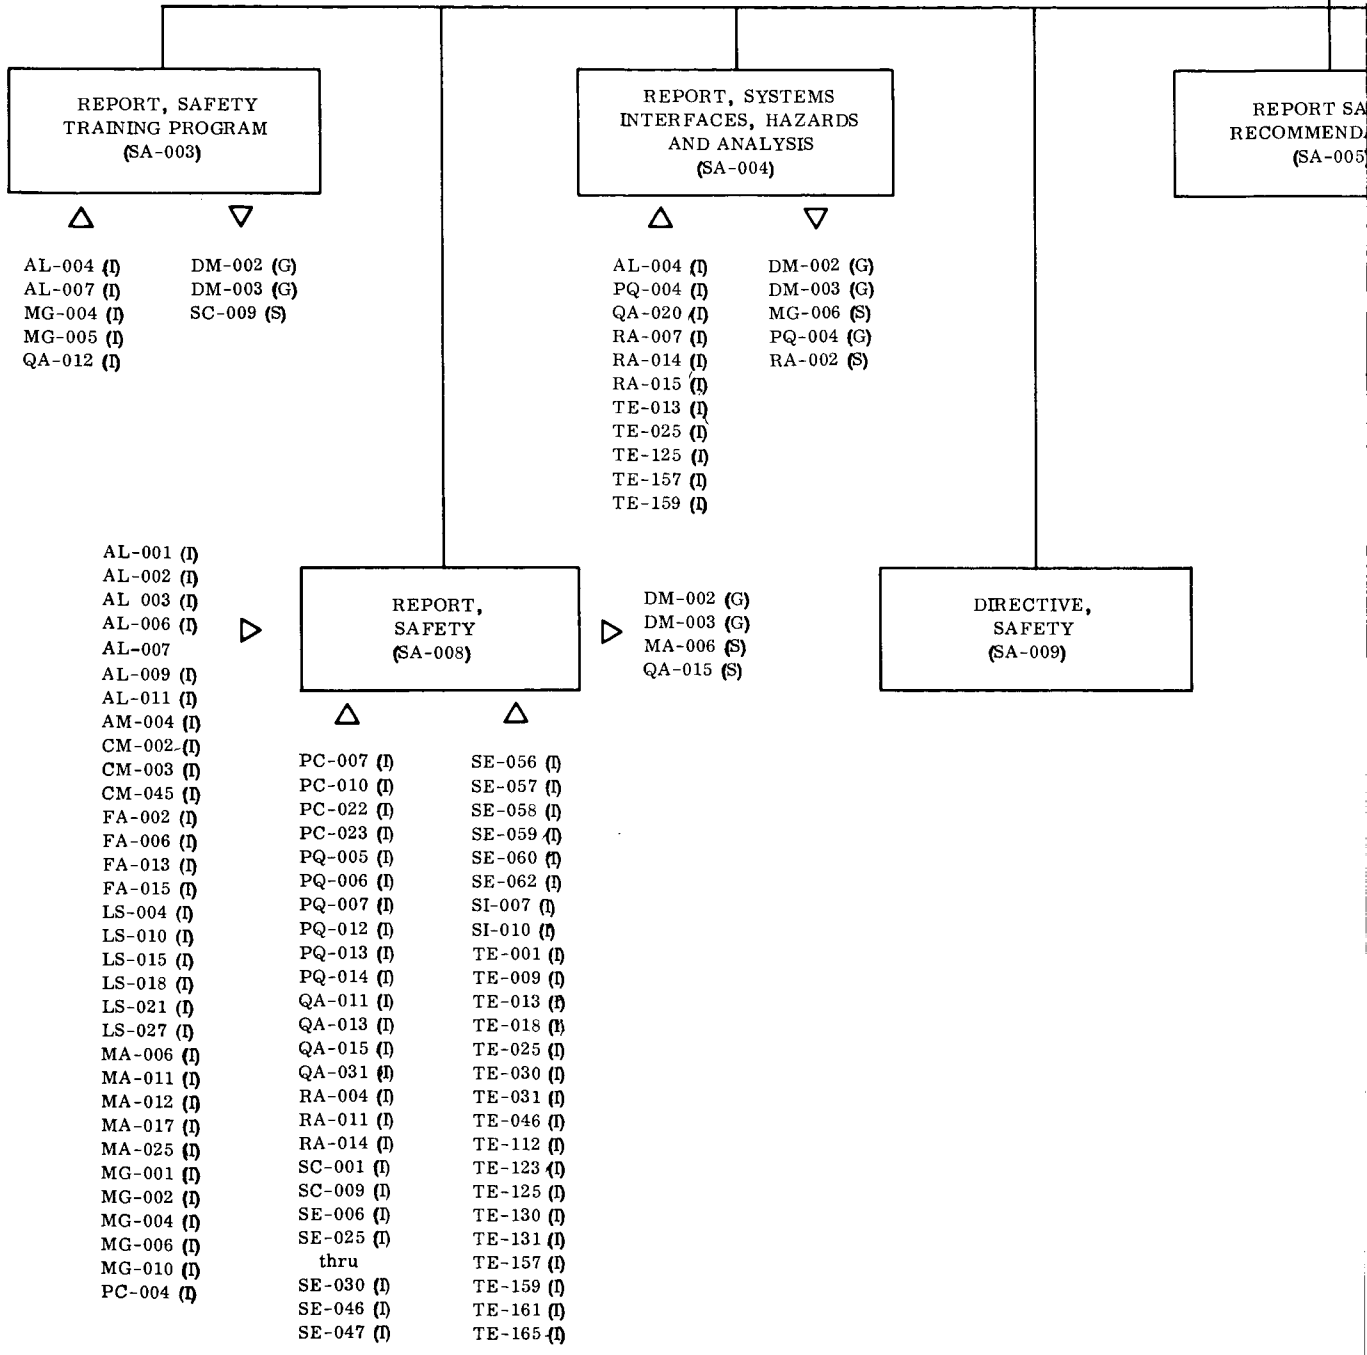 REPORT, SAFETY
TRAINING PROGRAM
(SA-003)
REPORT, SYSTEMS
INTERFACES, HAZARDS
AND ANALYSIS
(SA-004)
REPORT SA
RECOMMENDA
(SA-005)
AL-004 (I)
AL-007 (I)
MG-004 (I)
MG-005 (I)
QA-012 (I)
DM-002 (G)
DM-003 (G)
SC-009 (S)
AL-004 (I)
PQ-004 (I)
QA-020 (I)
RA-007 (I)
RA-014 (I)
RA-015 (I)
TE-013 (I)
TE-025 (I)
TE-125 (I)
TE-157 (I)
TE-159 (I)
DM-002 (G)
DM-003 (G)
MG-006 (S)
PQ-004 (G)
RA-002 (S)
AL-001 (I)
AL-002 (I)
AL 003 (I)
AL-006 (I)
AL-007
AL-009 (I)
AL-011 (I)
AM-004 (I)
CM-002 (I)
CM-003 (I)
CM-045 (I)
FA-002 (I)
FA-006 (I)
FA-013 (I)
FA-015 (I)
LS-004 (I)
LS-010 (I)
LS-015 (I)
LS-018 (I)
LS-021 (I)
LS-027 (I)
MA-006 (I)
MA-011 (I)
MA-012 (I)
MA-017 (I)
MA-025 (I)
MG-001 (I)
MG-002 (I)
MG-004 (I)
MG-006 (I)
MG-010 (I)
PC-004 (I)
REPORT,
SAFETY
(SA-008)
DM-002 (G)
DM-003 (G)
MA-006 (S)
QA-015 (S)
DIRECTIVE,
SAFETY
(SA-009)
PC-007 (I)
PC-010 (I)
PC-022 (I)
PC-023 (I)
PQ-005 (I)
PQ-006 (I)
PQ-007 (I)
PQ-012 (I)
PQ-013 (I)
PQ-014 (I)
QA-011 (I)
QA-013 (I)
QA-015 (I)
QA-031 (I)
RA-004 (I)
RA-011 (I)
RA-014 (I)
SC-001 (I)
SC-009 (I)
SE-006 (I)
SE-025 (I)
thru
SE-030 (I)
SE-046 (I)
SE-047 (I)
SE-056 (I)
SE-057 (I)
SE-058 (I)
SE-059 (I)
SE-060 (I)
SE-062 (I)
SI-007 (I)
SI-010 (I)
TE-001 (I)
TE-009 (I)
TE-013 (I)
TE-018 (I)
TE-025 (I)
TE-030 (I)
TE-031 (I)
TE-046 (I)
TE-112 (I)
TE-123 (I)
TE-125 (I)
TE-130 (I)
TE-131 (I)
TE-157 (I)
TE-159 (I)
TE-161 (I)
TE-165 (I)